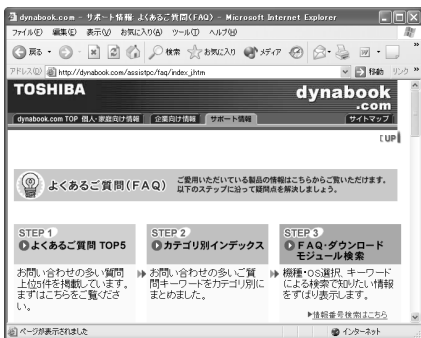 dynabook.com - サポート情報 よくあるご質問(FAQ) - Microsoft Internet Explorer
ファイル(F) 編集(E) 表示(V) お気に入り(A) ツール(T) ヘルプ(H)
戻る 検索 お気に入り メディア
アドレス(D) http://dynabook.com/assistpc/faq/index_j.htm 移動 リンク
TOSHIBA
dynabook.com
dynabook.com TOP 個人・家庭向け情報 企業向け情報 サポート情報 サイトマップ
[UP
よくあるご質問(FAQ)
ご愛用いただいている製品の情報はこちらからご覧いただけます。
以下のステップに沿って疑問点を解決しましょう。
STEP 1
よくあるご質問 TOP5
お問い合わせの多い質問
上位5件を掲載しています。
まずはこちらをご覧くださ
い。
STEP 2
カテゴリ別インデックス
お問い合わせの多いご質
問キーワードをカテゴリ別に
まとめました。
STEP 3
FAQ・ダウンロード
モジュール検索
機種・OS選択、キーワード
による検索で知りたい情報
をずばり表示します。
情報番号検索はこちら
ページが表示されました
インターネット